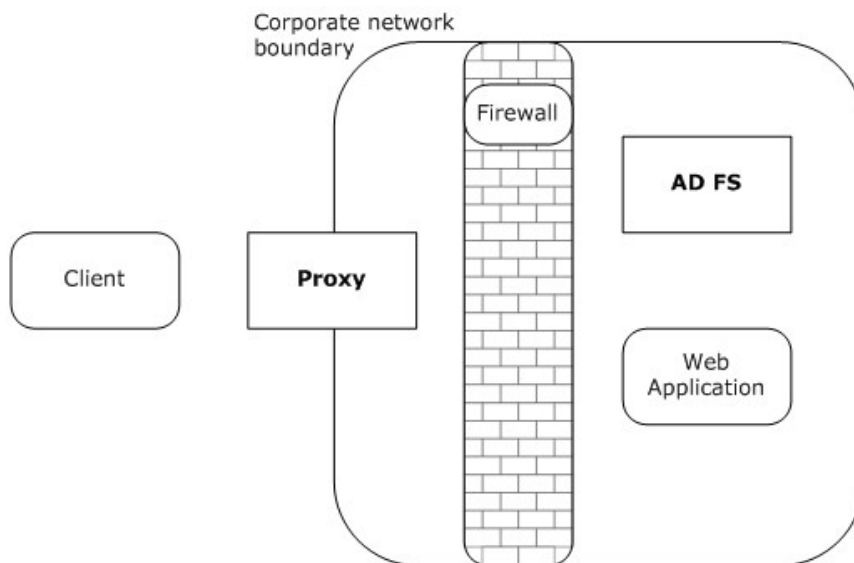 Corporate network
boundary
Firewall
AD FS
Client
Proxy
Web
Application